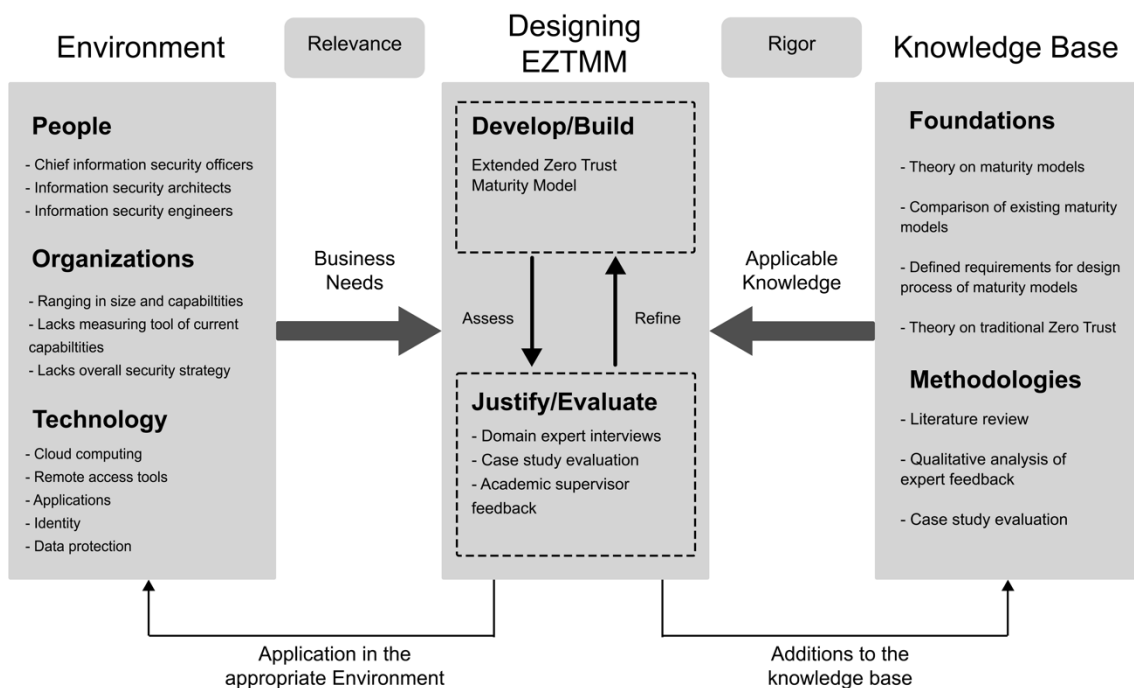 Environment
People
- Chief information security officers
- Information security architects
- Information security engineers
Organizations
- Ranging in size and capabiltities
- Lacks measuring tool of current
capabiltities
- Lacks overall security strategy
Technology
- Cloud computing
- Remote access tools
- Applications
- Identity
- Data protection
Relevance
Business
Needs
Designing
EZTMM
Develop/Build
Extended Zero Trust
Maturity Model
Assess
Refine
Justify/Evaluate
- Domain expert interviews
- Case study evaluation
- Academic supervisor
feedback
Rigor
Applicable
Knowledge
Knowledge Base
Foundations
- Theory on maturity models
- Comparison of existing maturity
models
- Defined requirements for design
process of maturity models
- Theory on traditional Zero Trust
Methodologies
- Literature review
- Qualitative analysis of
expert feedback
- Case study evaluation
Application in the
appropriate Environment
Additions to the
knowledge base